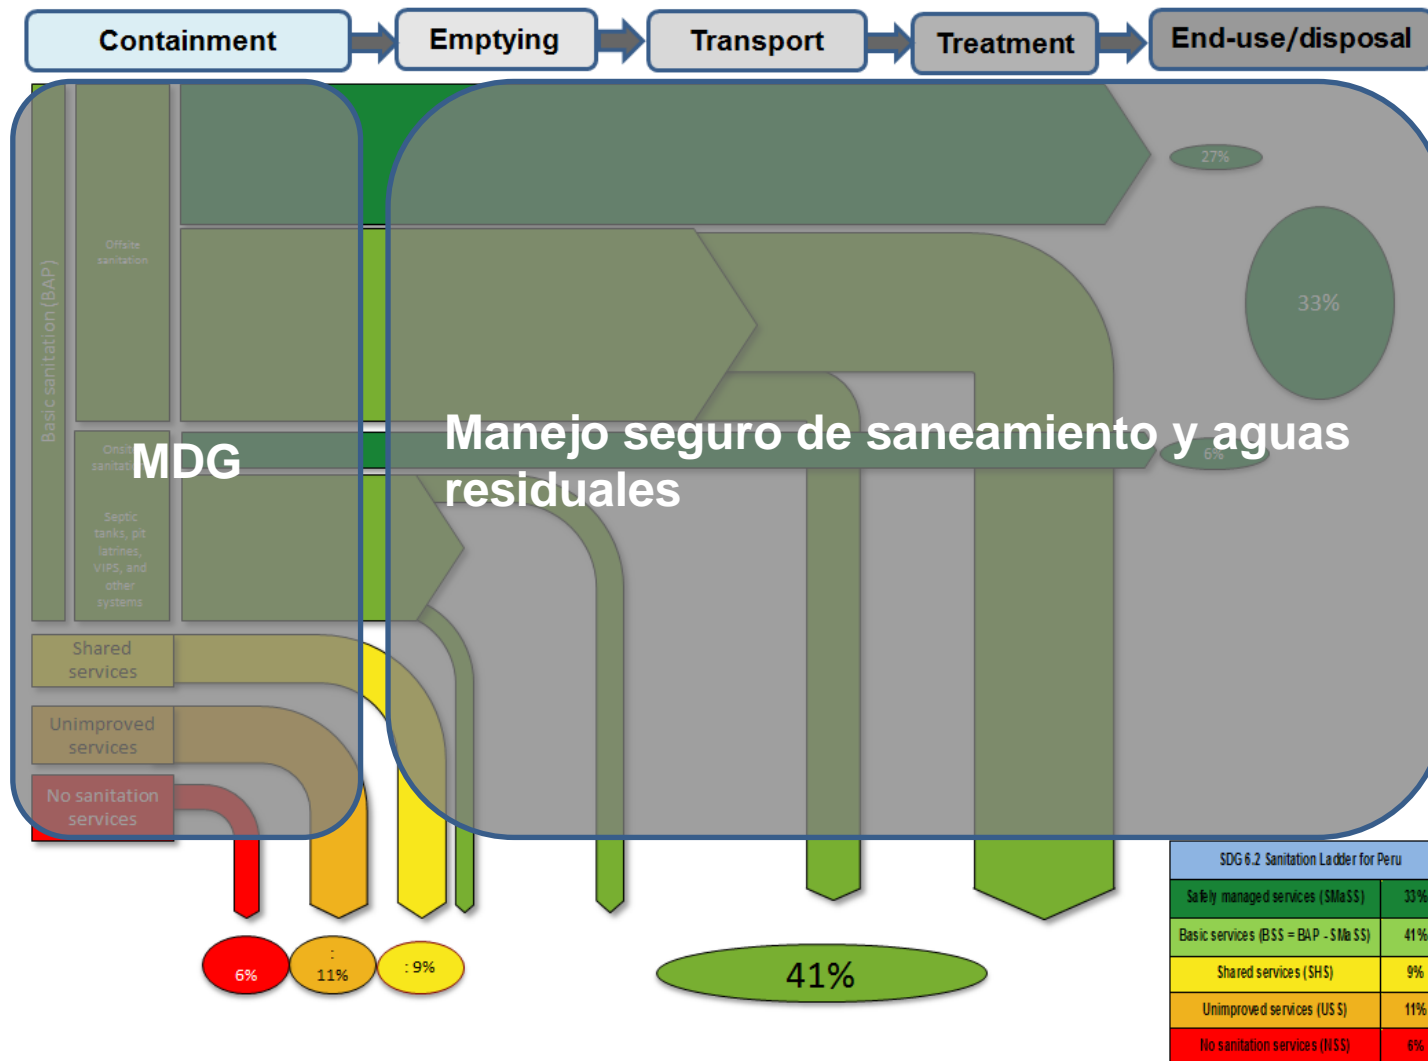 Containment
Emptying
Transport
Treatment
End-use/disposal
Basic sanitation (BAP)
Offsite
sanitation
27%
33%
MDG
Manejo seguro de saneamiento y aguas
residuales
Onsite
sanitation
6%
Septic
tanks, pit
latrines,
VIPS, and
other
systems
Shared
services
Unimproved
services
No sanitation
services
6%
:
11%
: 9%
41%
SDG 6.2 Sanitation Ladder for Peru
Safely managed services (SMaSS) 33%
Basic services (BSS = BAP - SMaSS) 41%
Shared services (SHS) 9%
Unimproved services (USS) 11%
No sanitation services (NSS) 6%